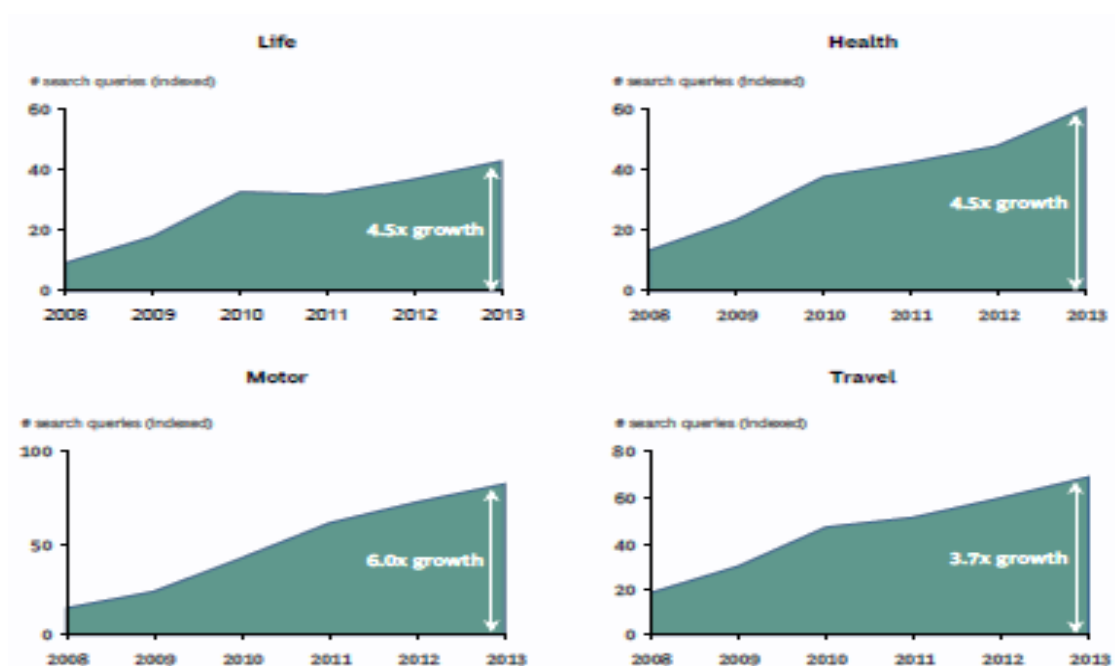 Life
# search queries (indexed)
60
40
4.5x growth
20
0
2008 2009 2010 2011 2012 2013
Health
# search queries (indexed)
60
40
4.5x growth
20
0
2008 2009 2010 2011 2012 2013
Motor
# search queries (indexed)
100
50
6.0x growth
0
2008 2009 2010 2011 2012 2013
Travel
# search queries (indexed)
80
60
40
3.7x growth
20
0
2008 2009 2010 2011 2012 2013